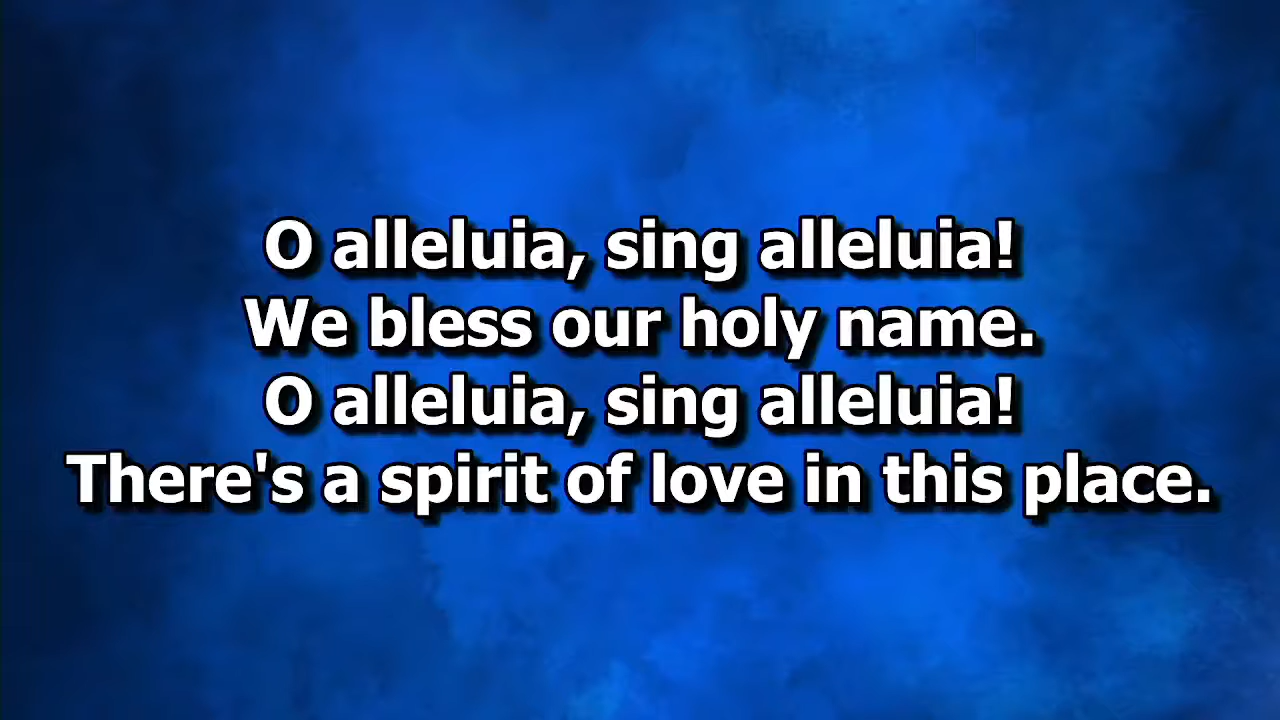 O alleluia, sing alleluia!
We bless our holy name.
O alleluia, sing alleluia!
There's a spirit of love in this place.